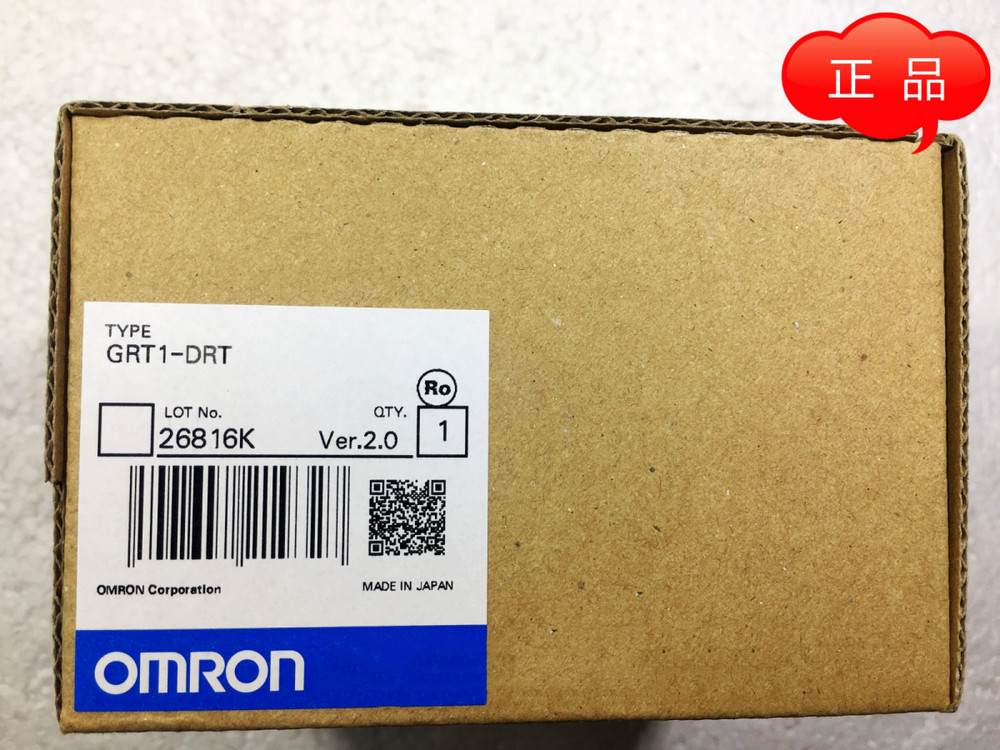 正品
TYPE
GRT1-DRT
Ro
LOT No.
QTY.
26816K
Ver.2.0
1
OMRON Corporation
MADE IN JAPAN
OMRON